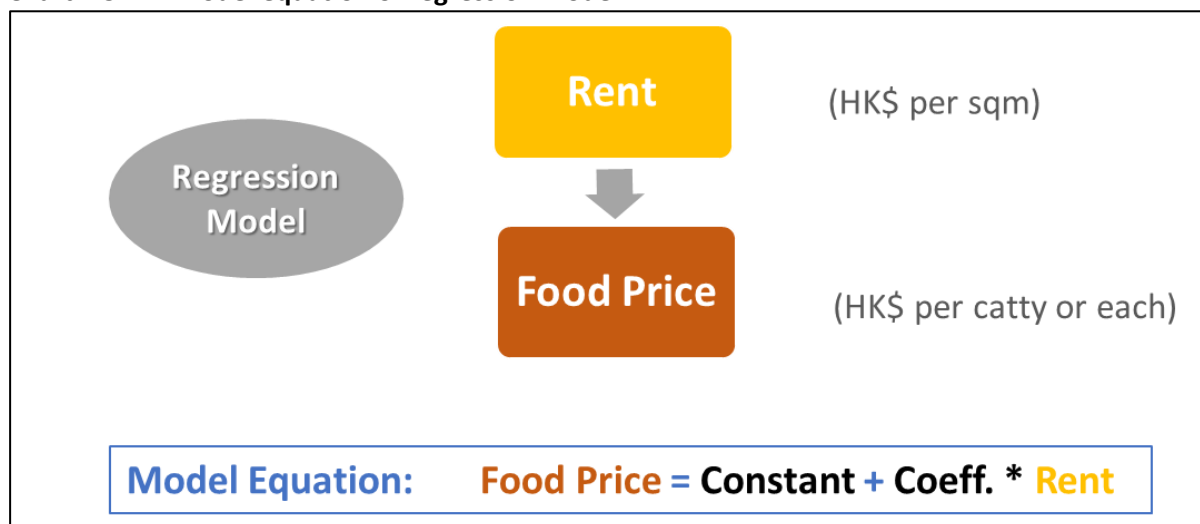 Rent
(HK$ per sqm)
Regression
Model
Food Price
(HK$ per catty or each)
Model Equation: Food Price = Constant + Coeff. * Rent